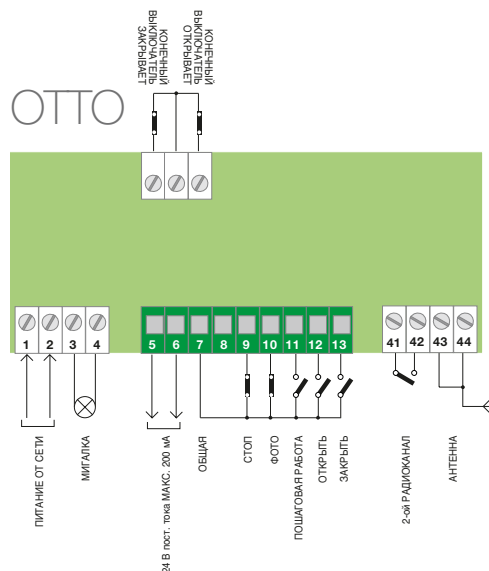 КОНЕЧНЫЙ
ВЫКЛЮЧАТЕЛЬ
ЗАКРЫВАЕТ
КОНЕЧНЫЙ
ВЫКЛЮЧАТЕЛЬ
ОТКРЫВАЕТ
OTTO
1 2 3 4
5 6 7 8 9 10 11 12 13
41 42 43 44
ПИТАНИЕ ОТ СЕТИ
МИГАЛКА
24 В пост. тока МАКС. 200 мА
ОБЩАЯ
СТОП
ФОТО
ПОШАГОВАЯ РАБОТА
ОТКРЫТЬ
ЗАКРЫТЬ
2-ой РАДИОКАНАЛ
АНТЕННА